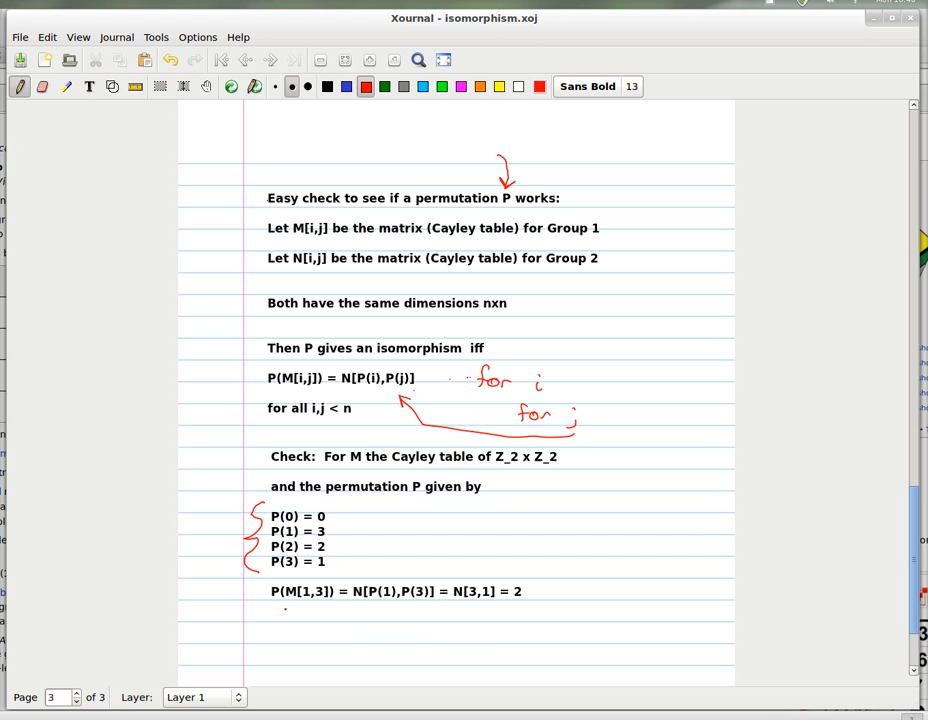 Xournal - isomorphism.xoj
File Edit View Journal Tools Options Help
Sans Bold 13
Easy check to see if a permutation P works:
Let M[i,j] be the matrix (Cayley table) for Group 1
Let N[i,j] be the matrix (Cayley table) for Group 2
Both have the same dimensions nxn
Then P gives an isomorphism iff
P(M[i,j]) = N[P(i),P(j)] for i
for all i,j < n for j
Check: For M the Cayley table of Z_2 x Z_2
and the permutation P given by
P(0) = 0
P(1) = 3
P(2) = 2
P(3) = 1
P(M[1,3]) = N[P(1),P(3)] = N[3,1] = 2
Page 3 of 3 Layer: Layer 1